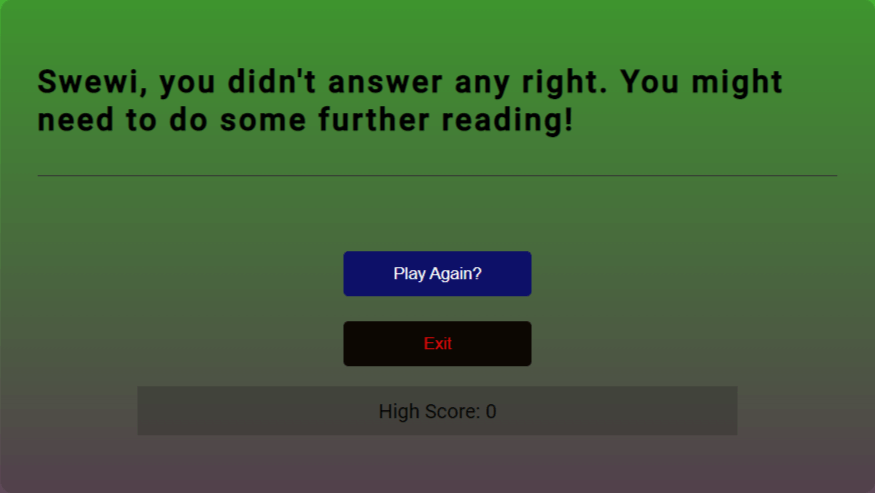 Swewi, you didn't answer any right. You might
need to do some further reading!
Play Again?
Exit
High Score: 0